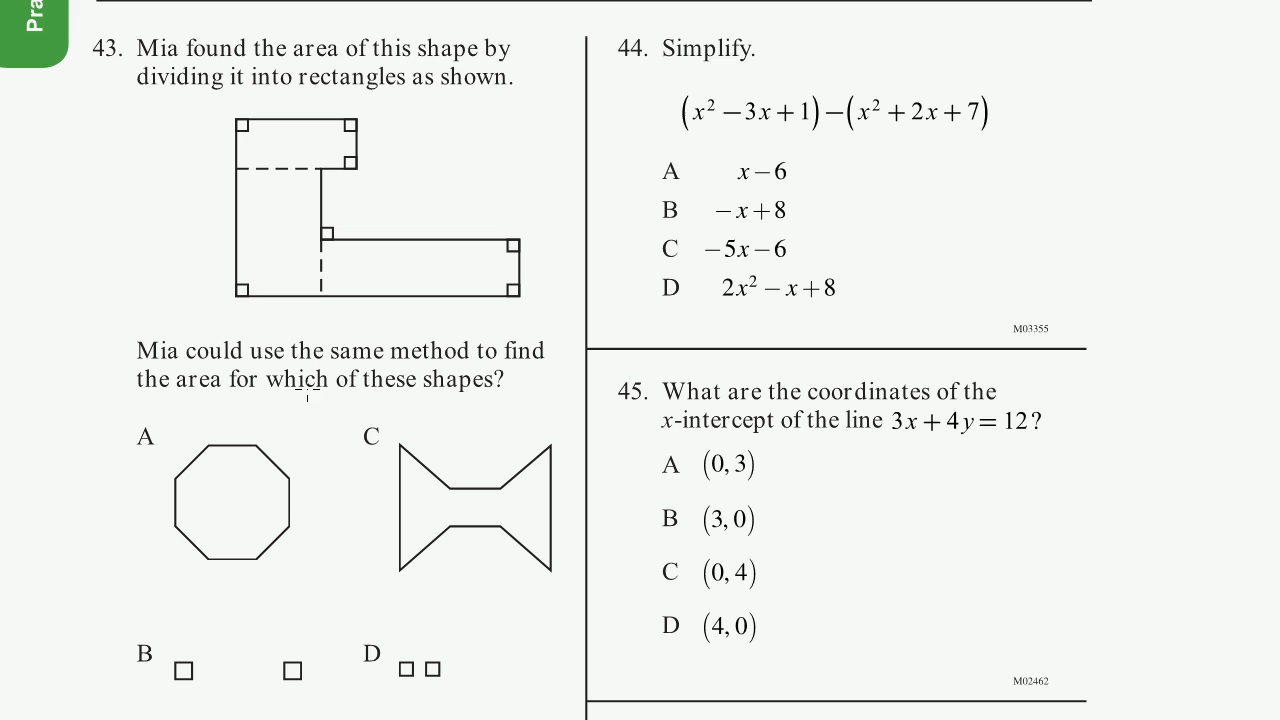 Pra
43. Mia found the area of this shape by
dividing it into rectangles as shown.
Mia could use the same method to find
the area for which of these shapes?
A
C
B
D
44. Simplify.
(x² − 3x + 1) − (x² + 2x + 7)
A x − 6
B −x + 8
C −5x − 6
D 2x² − x + 8
M03355
45. What are the coordinates of the
x-intercept of the line 3x + 4y = 12?
A (0, 3)
B (3, 0)
C (0, 4)
D (4, 0)
M02462